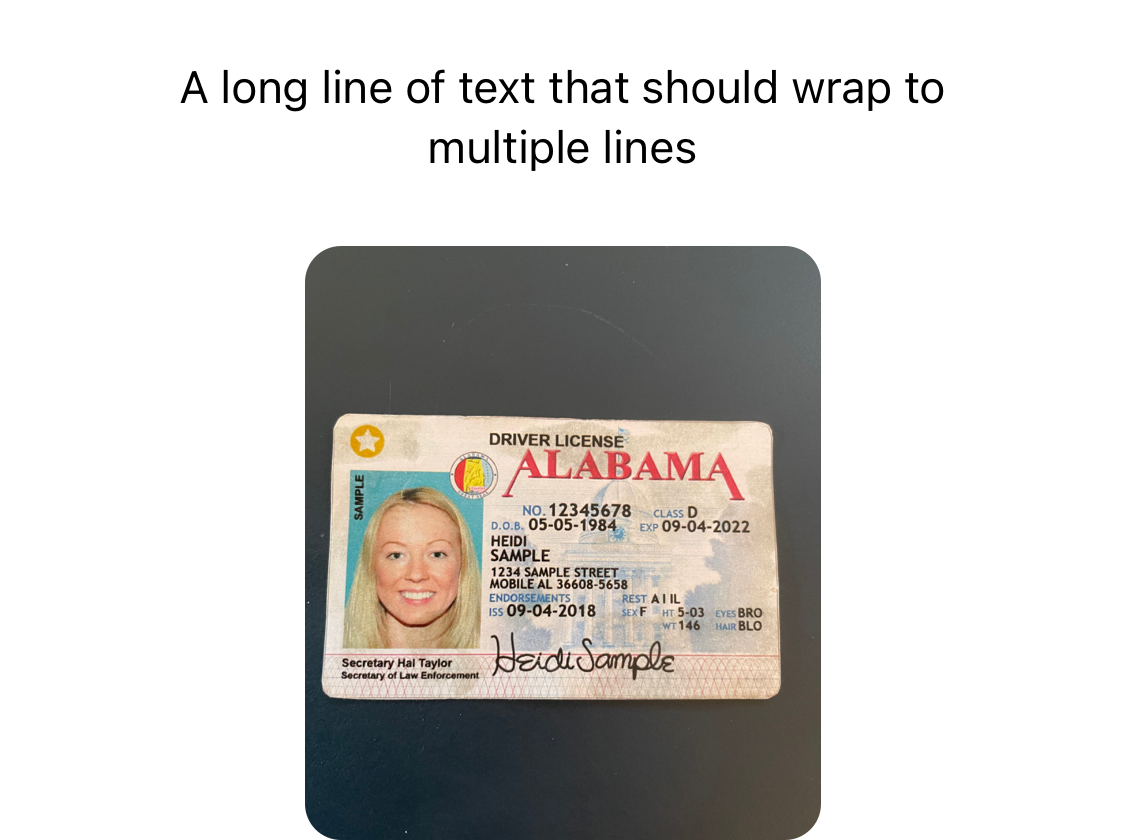 A long line of text that should wrap to
multiple lines
DRIVER LICENSE
ALABAMA
SAMPLE
NO. 12345678 CLASS D
D.O.B. 05-05-1984 EXP 09-04-2022
HEIDI
SAMPLE
1234 SAMPLE STREET
MOBILE AL 36608-5658
ENDORSEMENTS REST A I IL
ISS 09-04-2018 SEX F HT 5-03 EYES BRO
WT 146 HAIR BLO
Heidi Sample
Secretary Hal Taylor
Secretary of Law Enforcement